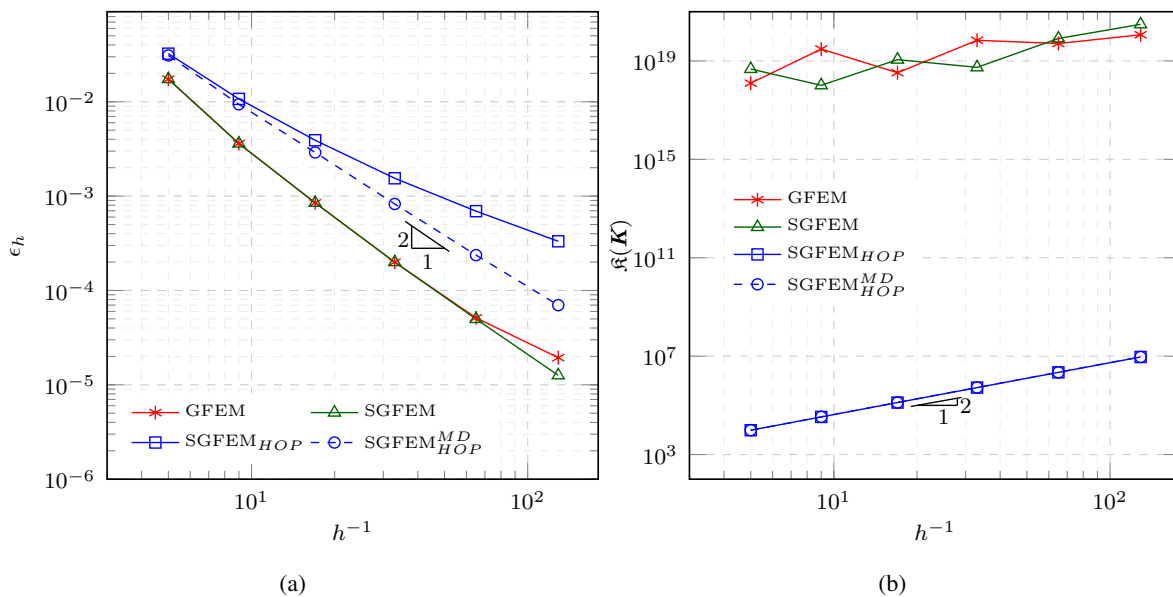 10^{-2}
10^{-3}
10^{-4}
10^{-5}
10^{-6}
ϵ_h
2
1
GFEM
SGFEM
SGFEM_{HOP}
SGFEM^{MD}_{HOP}
10^1
10^2
h^{-1}
(a)
10^{19}
10^{15}
10^{11}
10^7
10^3
𝔎(K)
GFEM
SGFEM
SGFEM_{HOP}
SGFEM^{MD}_{HOP}
2
1
10^1
10^2
h^{-1}
(b)